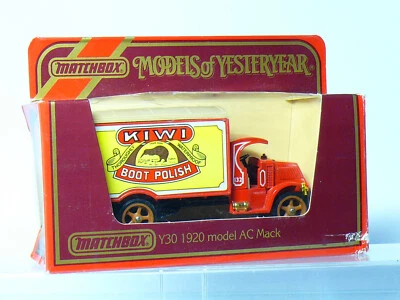 MATCHBOX
MODELS of YESTERYEAR
KIWI
BOOT POLISH
MATCHBOX
Y30 1920 model AC Mack